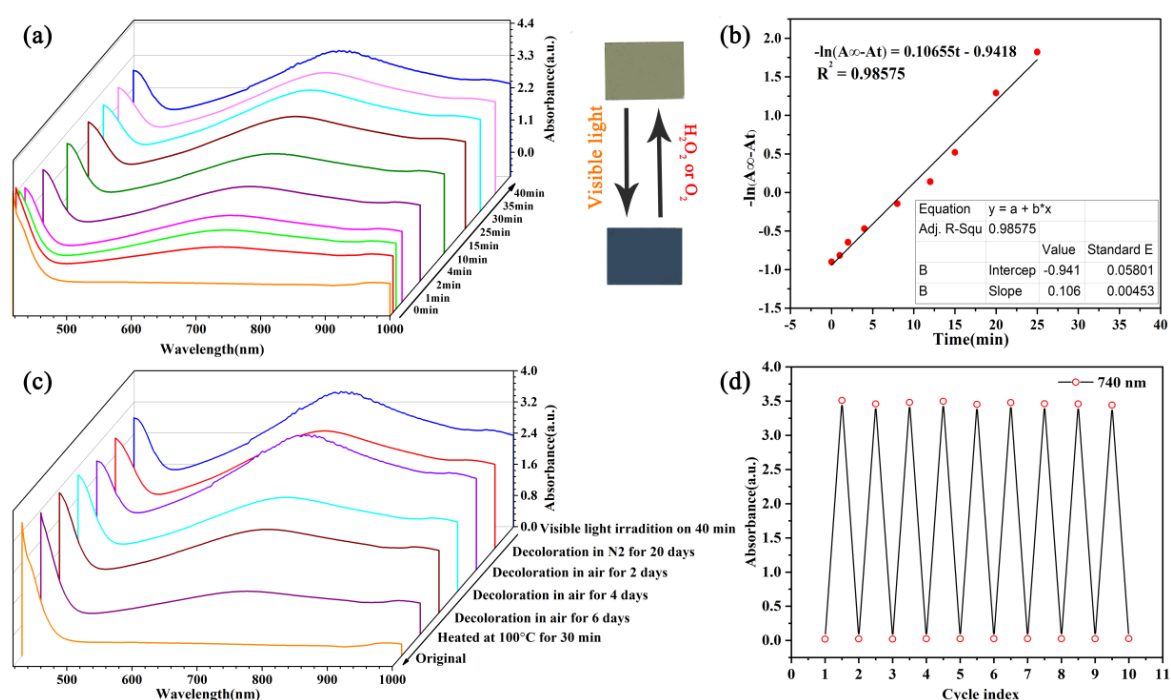 (a)
4.4
3.3
2.2
1.1
0.0
Absorbance(a.u.)
40min
35min
30min
25min
15min
10min
4min
2min
1min
0min
500 600 700 800 900 1000
Wavelength(nm)
Visible light
H2O2 or O2
(b)
-ln(A∞-At) = 0.10655t - 0.9418
R² = 0.98575
2.0
1.5
1.0
0.5
0.0
-0.5
-1.0
-1.5
-ln(A∞-At)
Equation y = a + b*x
Adj. R-Squ 0.98575
Value Standard E
B Intercep -0.941 0.05801
B Slope 0.106 0.00453
-5 0 5 10 15 20 25 30 35 40
Time(min)
(c)
4.0
3.2
2.4
1.6
0.8
0.0
Absorbance(a.u.)
Visible light irradition on 40 min
Decoloration in N2 for 20 days
Decoloration in air for 2 days
Decoloration in air for 4 days
Decoloration in air for 6 days
Heated at 100°C for 30 min
Original
500 600 700 800 900 1000
Wavelength(nm)
(d)
740 nm
4.0
3.5
3.0
2.5
2.0
1.5
1.0
0.5
0.0
Absorbance(a.u.)
0 1 2 3 4 5 6 7 8 9 10 11
Cycle index